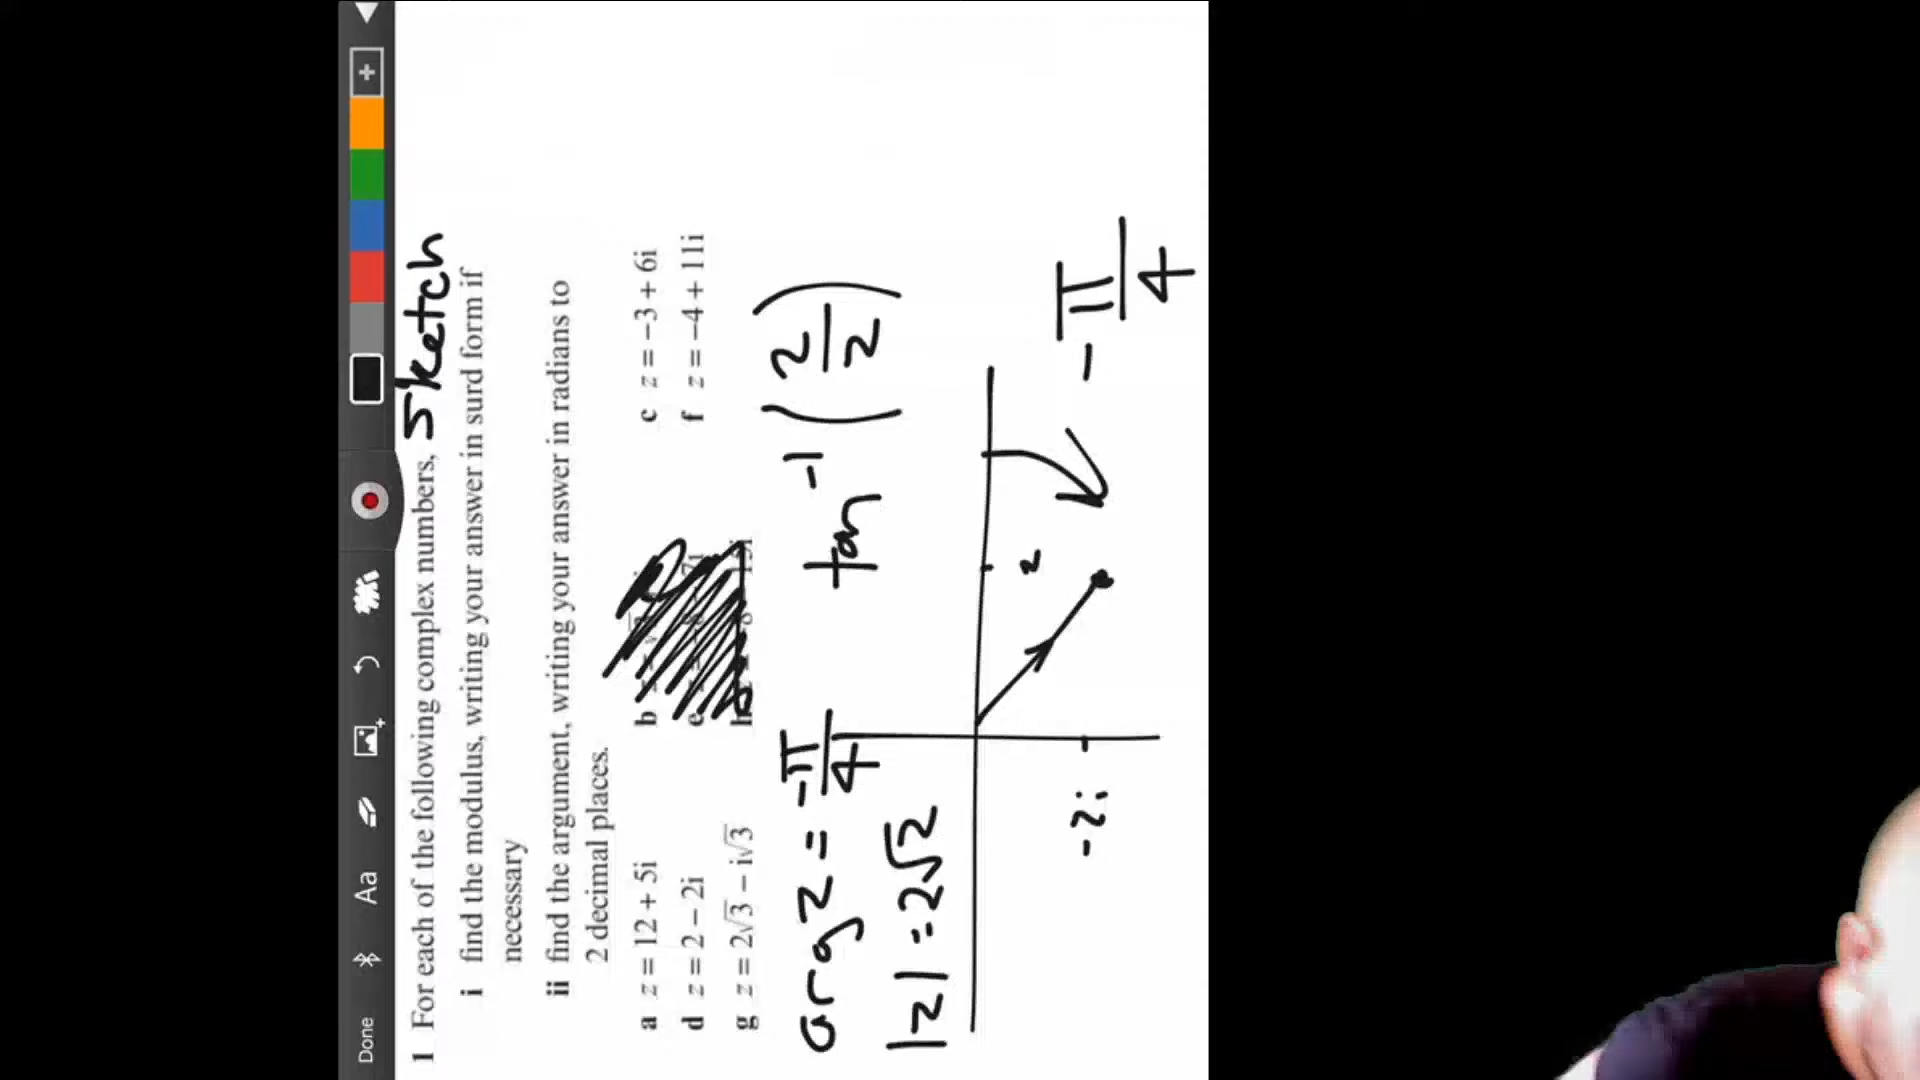 Done
Aa
1 For each of the following complex numbers, sketch
i find the modulus, writing your answer in surd form if
necessary
ii find the argument, writing your answer in radians to
2 decimal places.
a z = 12 + 5i b c z = −3 + 6i
d z = 2 − 2i e f z = −4 + 11i
g z = 2√3 − i√3
arg z = -π/4 tan⁻¹ (2/2)
|z| = 2√2
2
-2i
-π/4